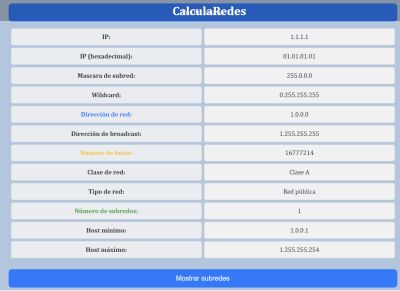 CalculaRedes
IP: 1.1.1.1
IP (hexadecimal): 01.01.01.01
Mascara de subred: 255.0.0.0
Wildcard: 0.255.255.255
Dirección de red: 1.0.0.0
Dirección de broadcast: 1.255.255.255
Número de hosts: 16777214
Clase de red: Clase A
Tipo de red: Red pública
Número de subredes: 1
Host mínimo: 1.0.0.1
Host máximo: 1.255.255.254
Mostrar subredes